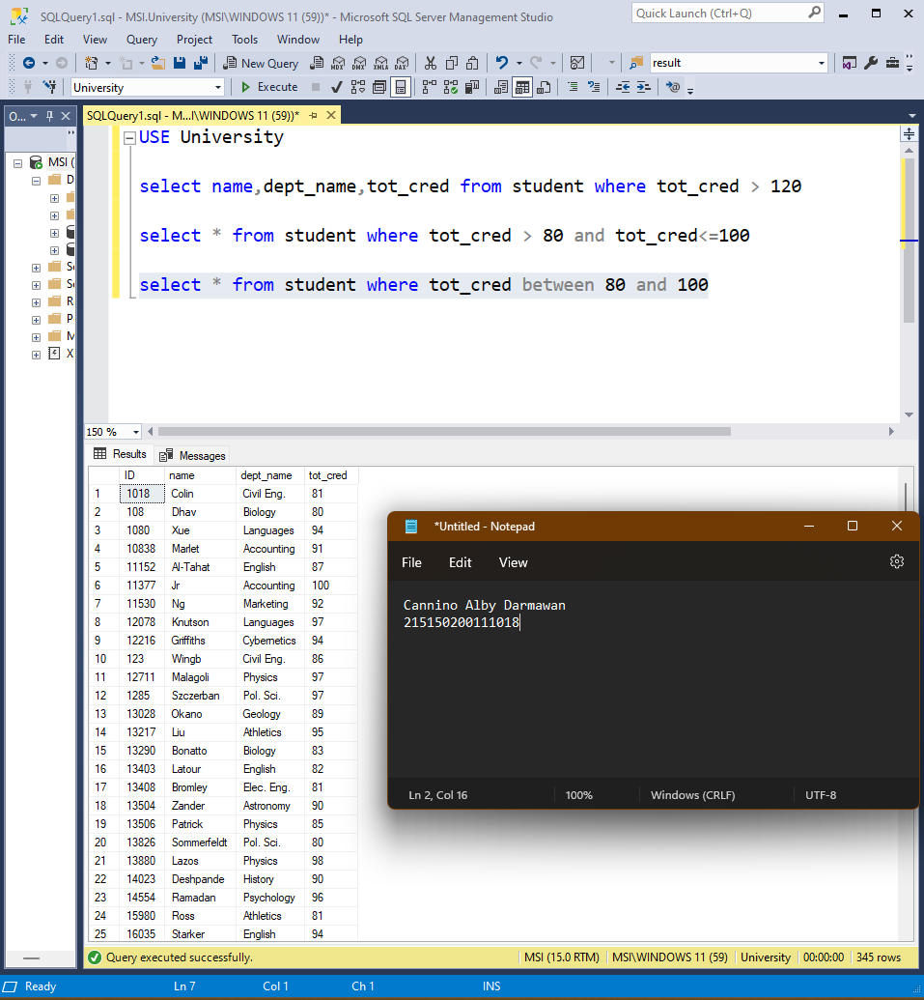 SQLQuery1.sql - MSI.University (MSI\WINDOWS 11 (59))* - Microsoft SQL Server Management Studio
Quick Launch (Ctrl+Q)
File Edit View Query Project Tools Window Help
New Query MDX DMX XMLA DAX result
University Execute
O... SQLQuery1.sql - M...I\WINDOWS 11 (59))*
MSI (
D
Se
Se
R
P
M
X
USE University
select name,dept_name,tot_cred from student where tot_cred > 120
select * from student where tot_cred > 80 and tot_cred<=100
select * from student where tot_cred between 80 and 100
150 %
Results Messages
ID name dept_name tot_cred
1 1018 Colin Civil Eng. 81
2 108 Dhav Biology 80
3 1080 Xue Languages 94
4 10838 Marlet Accounting 91
5 11152 Al-Tahat English 87
6 11377 Jr Accounting 100
7 11530 Ng Marketing 92
8 12078 Knutson Languages 97
9 12216 Griffiths Cybernetics 94
10 123 Wingb Civil Eng. 86
11 12711 Malagoli Physics 97
12 1285 Szczerban Pol. Sci. 97
13 13028 Okano Geology 89
14 13217 Liu Athletics 95
15 13290 Bonatto Biology 83
16 13403 Latour English 82
17 13408 Bromley Elec. Eng. 81
18 13504 Zander Astronomy 90
19 13506 Patrick Physics 85
20 13826 Sommerfeldt Pol. Sci. 80
21 13880 Lazos Physics 98
22 14023 Deshpande History 90
23 14554 Ramadan Psychology 96
24 15980 Ross Athletics 81
25 16035 Starker English 94
*Untitled - Notepad
File Edit View
Cannino Alby Darmawan
215150200111018
Ln 2, Col 16 100% Windows (CRLF) UTF-8
Query executed successfully. MSI (15.0 RTM) MSI\WINDOWS 11 (59) University 00:00:00 345 rows
Ready Ln 7 Col 1 Ch 1 INS